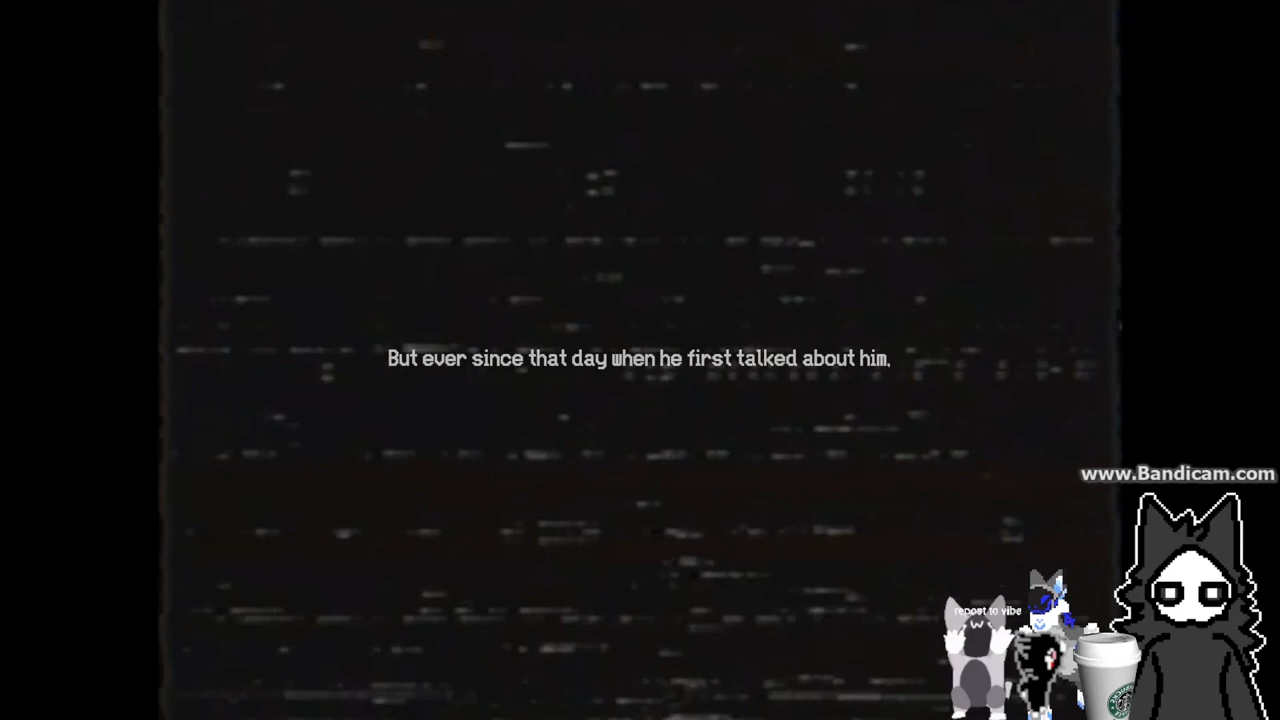 But ever since that day when he first talked about him,
www.Bandicam.com
repost to vibe